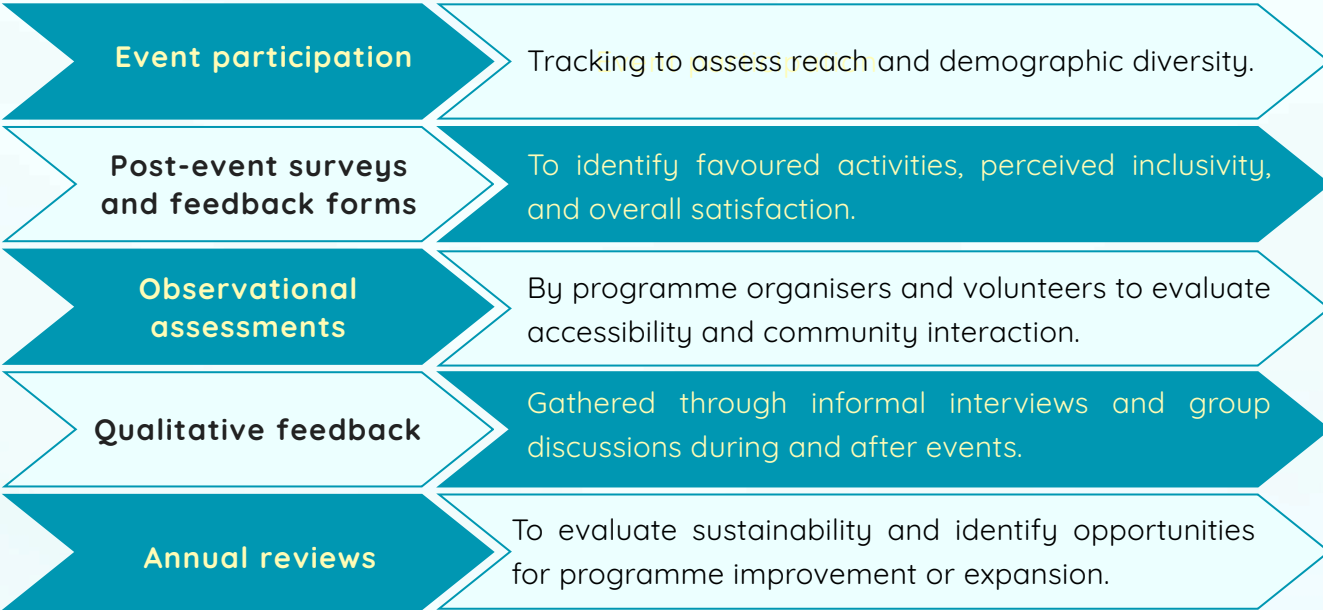 Event participation
Tracking to assess reach and demographic diversity.
Post-event surveys
and feedback forms
To identify favoured activities, perceived inclusivity,
and overall satisfaction.
Observational
assessments
By programme organisers and volunteers to evaluate
accessibility and community interaction.
Qualitative feedback
Gathered through informal interviews and group
discussions during and after events.
Annual reviews
To evaluate sustainability and identify opportunities
for programme improvement or expansion.